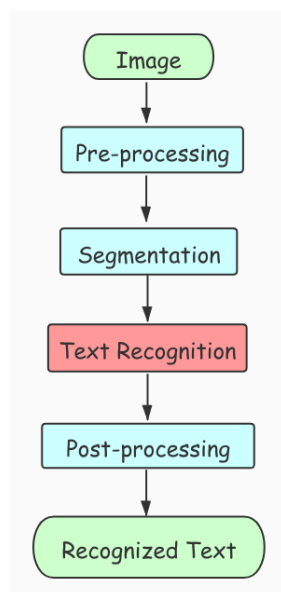 Image
Pre-processing
Segmentation
Text Recognition
Post-processing
Recognized Text